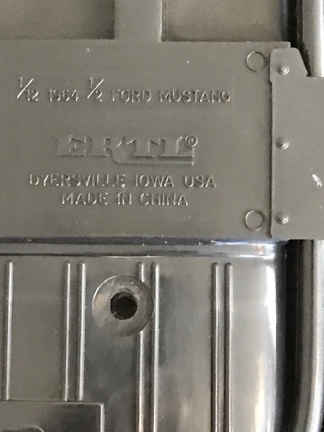 1/12 1964 1/2 FORD MUSTANG
ERTL®
DYERSVILLE IOWA USA
MADE IN CHINA